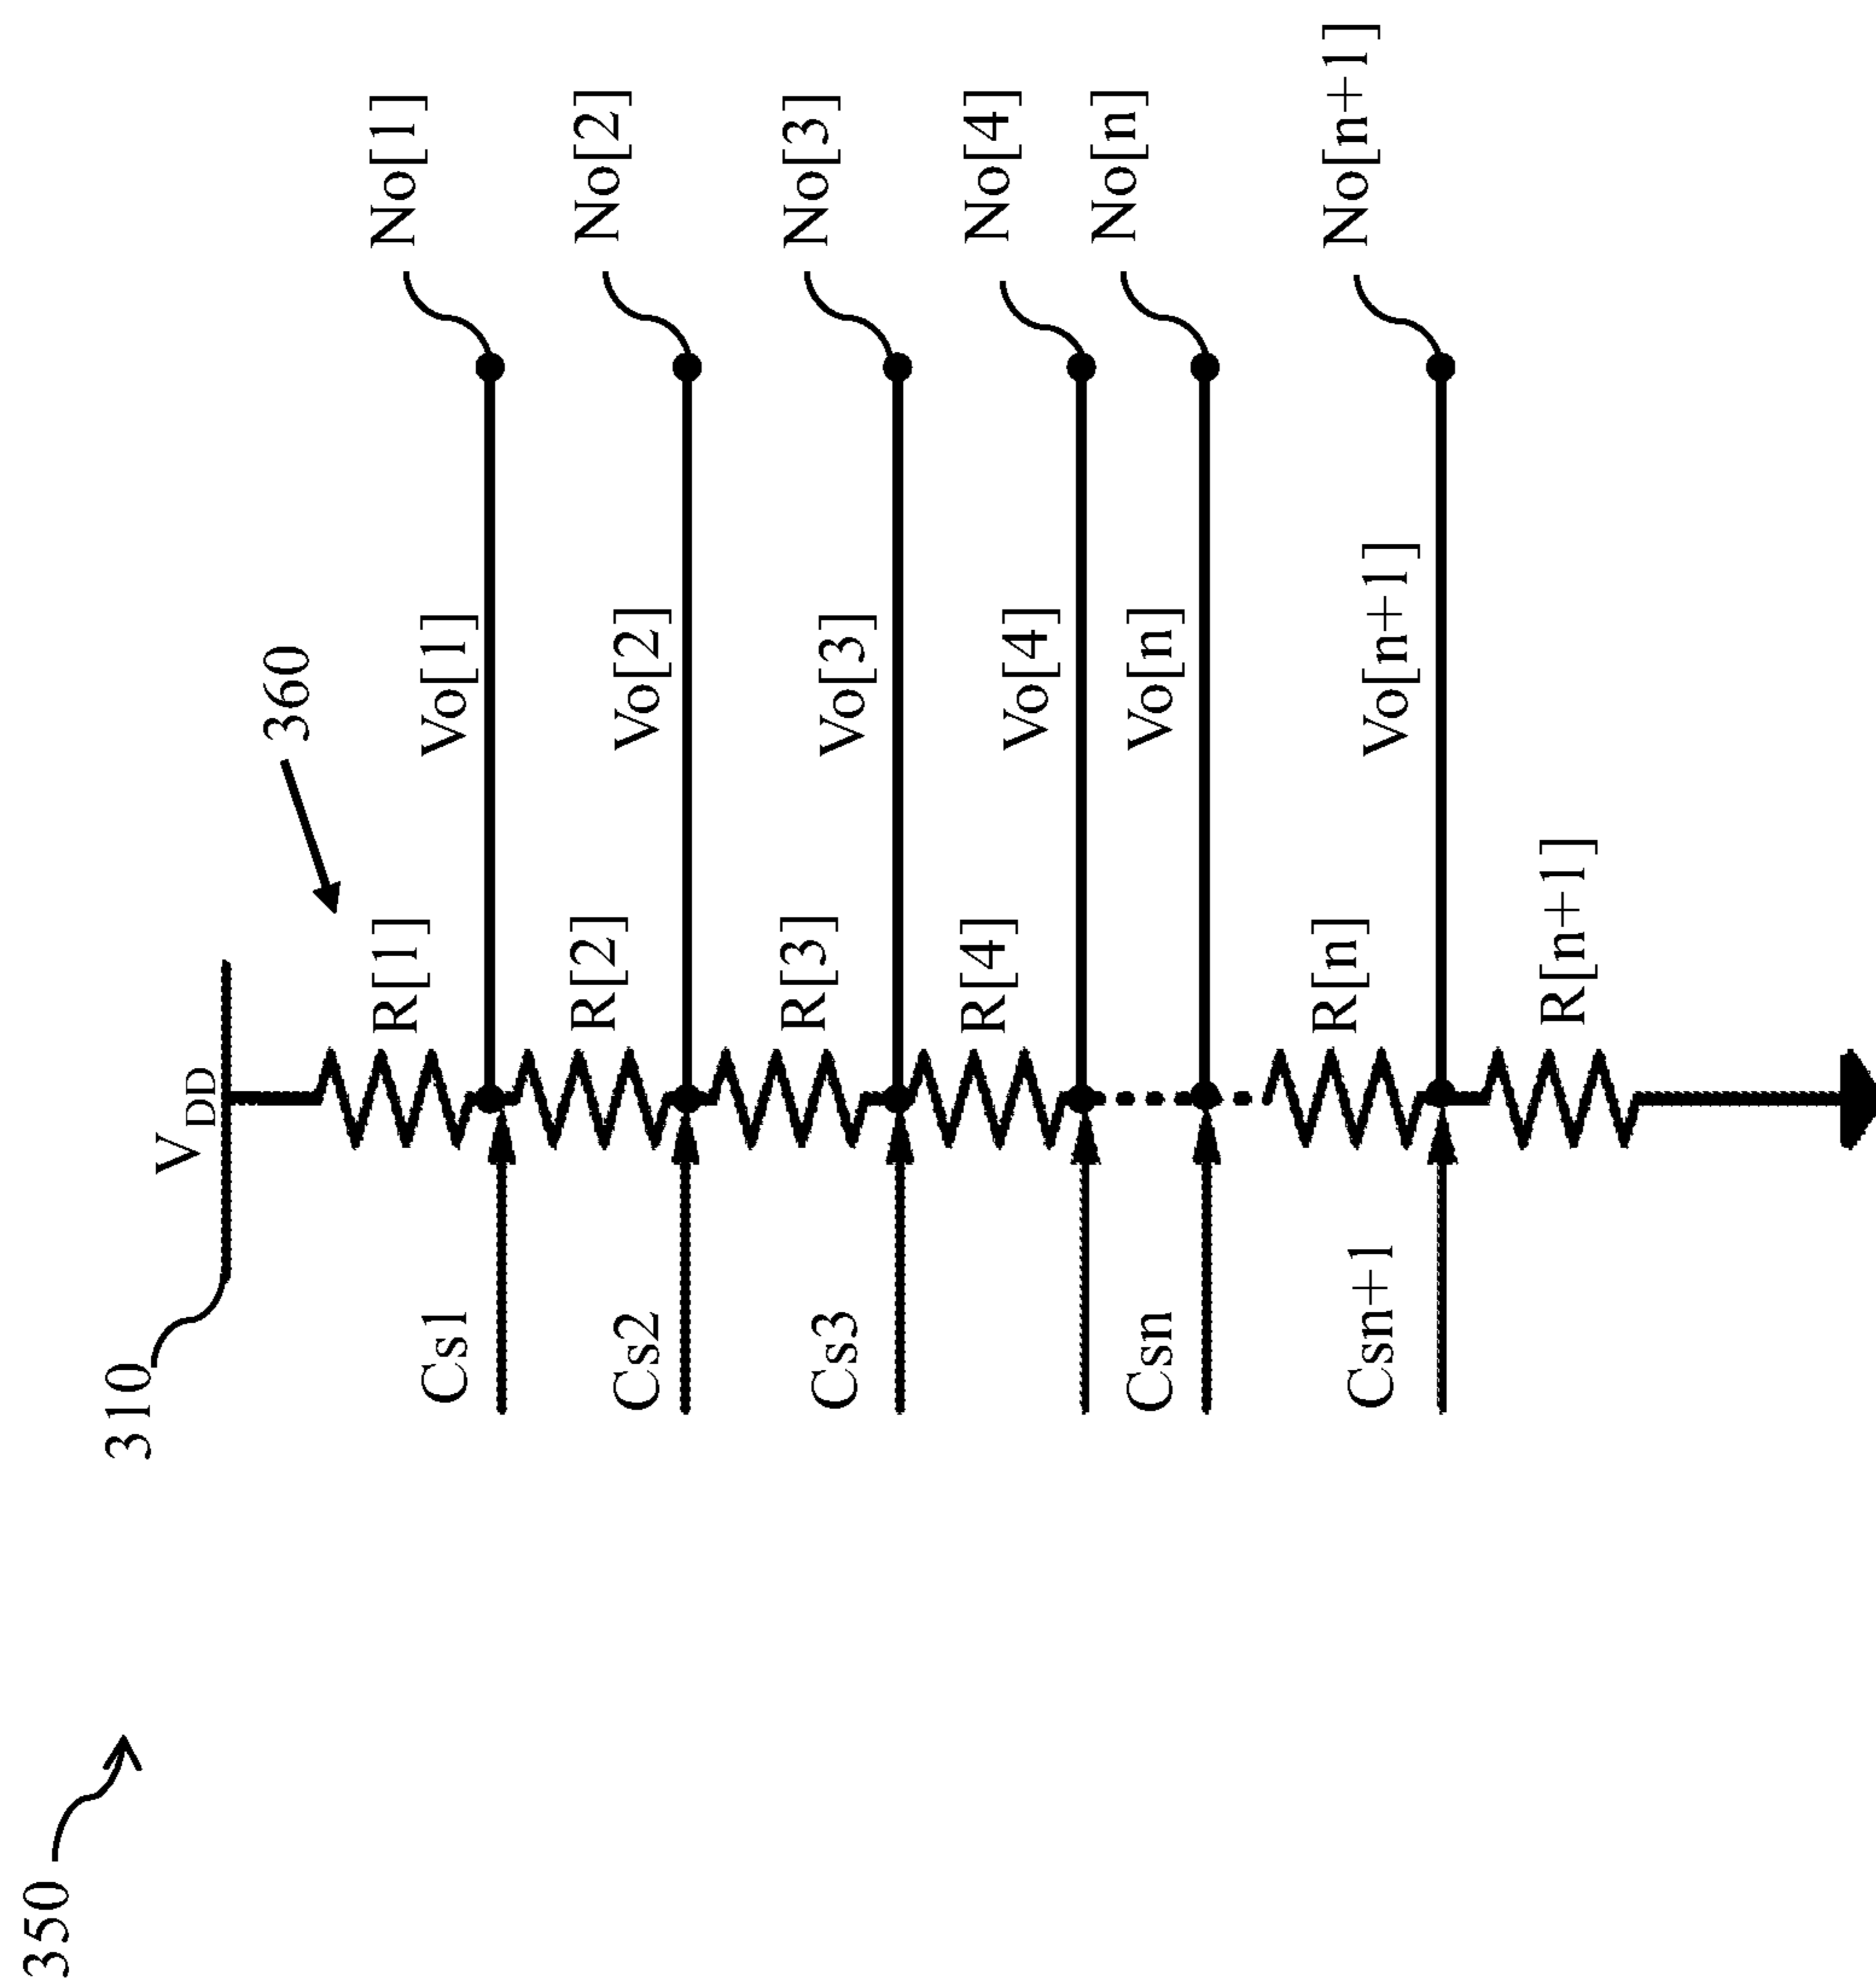 350
310
V DD
360
R[1]
R[2]
R[3]
R[4]
R[n]
R[n+1]
Cs1
Cs2
Cs3
Csn
Csn+1
Vo[1]
Vo[2]
Vo[3]
Vo[4]
Vo[n]
Vo[n+1]
No[1]
No[2]
No[3]
No[4]
No[n]
No[n+1]